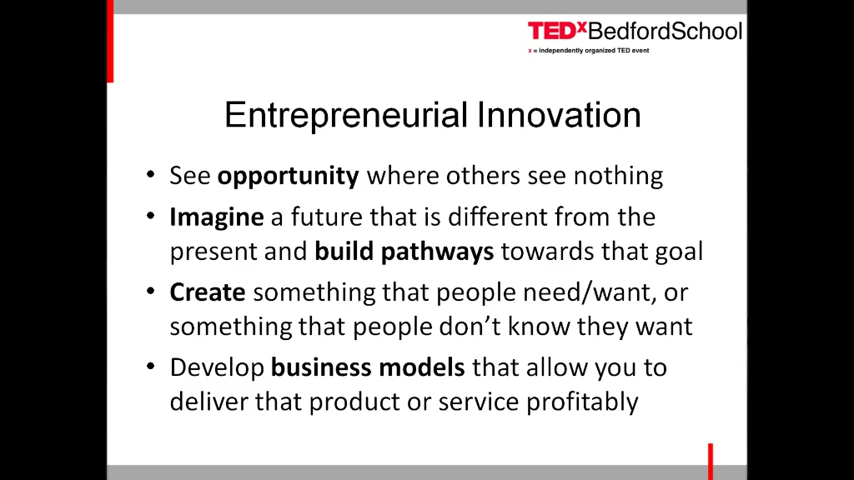 TEDxBedfordSchool
x = independently organized TED event
Entrepreneurial Innovation
• See opportunity where others see nothing
• Imagine a future that is different from the
present and build pathways towards that goal
• Create something that people need/want, or
something that people don't know they want
• Develop business models that allow you to
deliver that product or service profitably